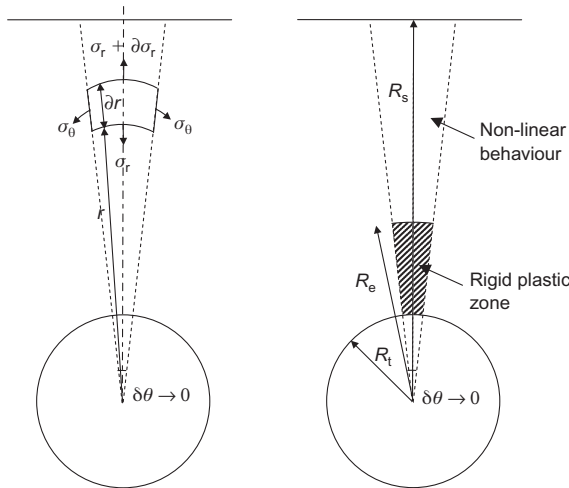 σr + ∂σr
∂r
σθ
σθ
σr
r
δθ → 0
Rs
Non-linear
behaviour
Re
Rigid plastic
zone
Rt
δθ → 0